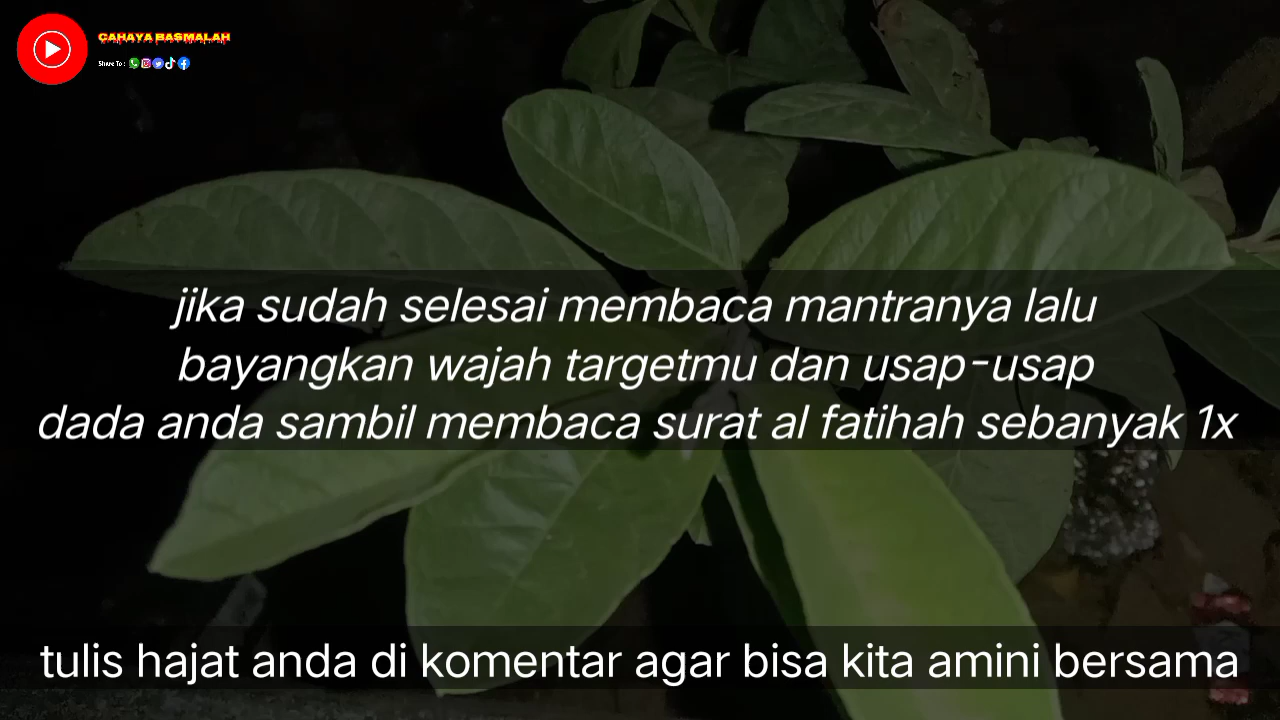 CAHAYA BASMALAH
Share To :
jika sudah selesai membaca mantranya lalu
bayangkan wajah targetmu dan usap-usap
dada anda sambil membaca surat al fatihah sebanyak 1x
tulis hajat anda di komentar agar bisa kita amini bersama